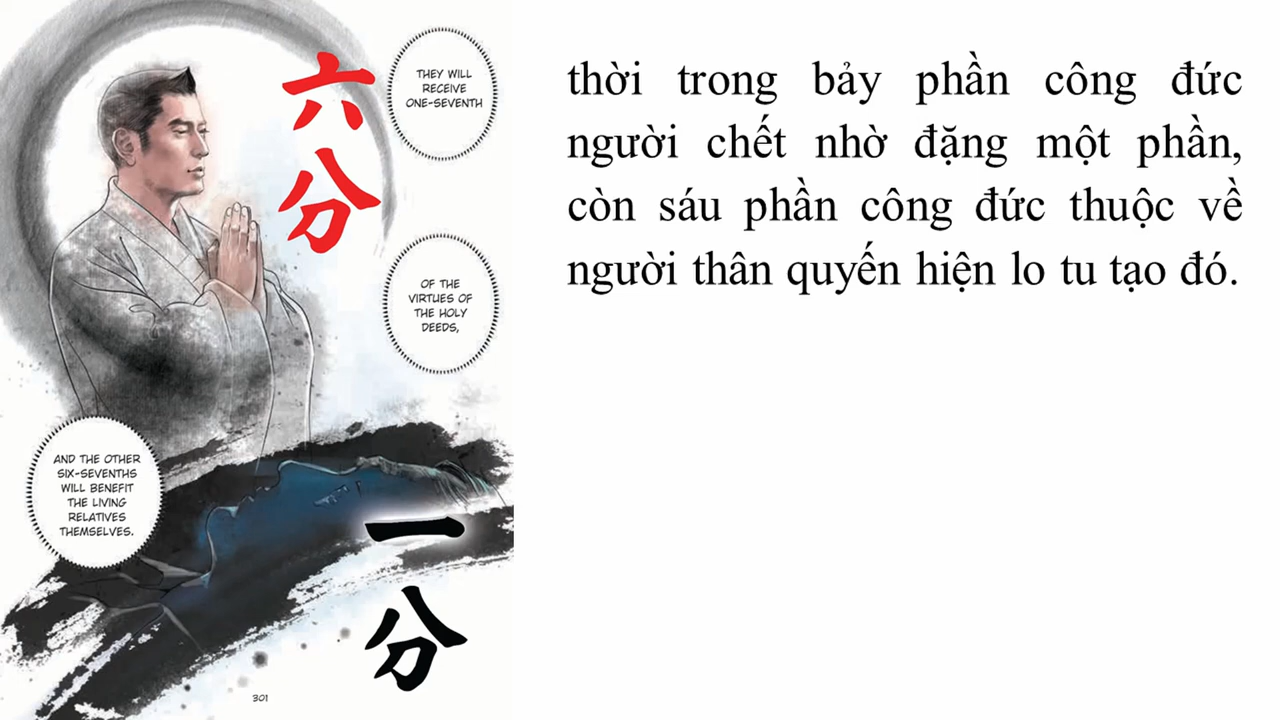 六
分
THEY WILL
RECEIVE
ONE-SEVENTH
OF THE
VIRTUES OF
THE HOLY
DEEDS,
AND THE OTHER
SIX-SEVENTHS
WILL BENEFIT
THE LIVING
RELATIVES
THEMSELVES.
一
分
301
thời trong bảy phần công đức
người chết nhờ đặng một phần,
còn sáu phần công đức thuộc về
người thân quyến hiện lo tu tạo đó.